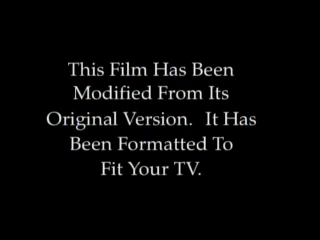 This Film Has Been
Modified From Its
Original Version.  It Has
Been Formatted To
Fit Your TV.